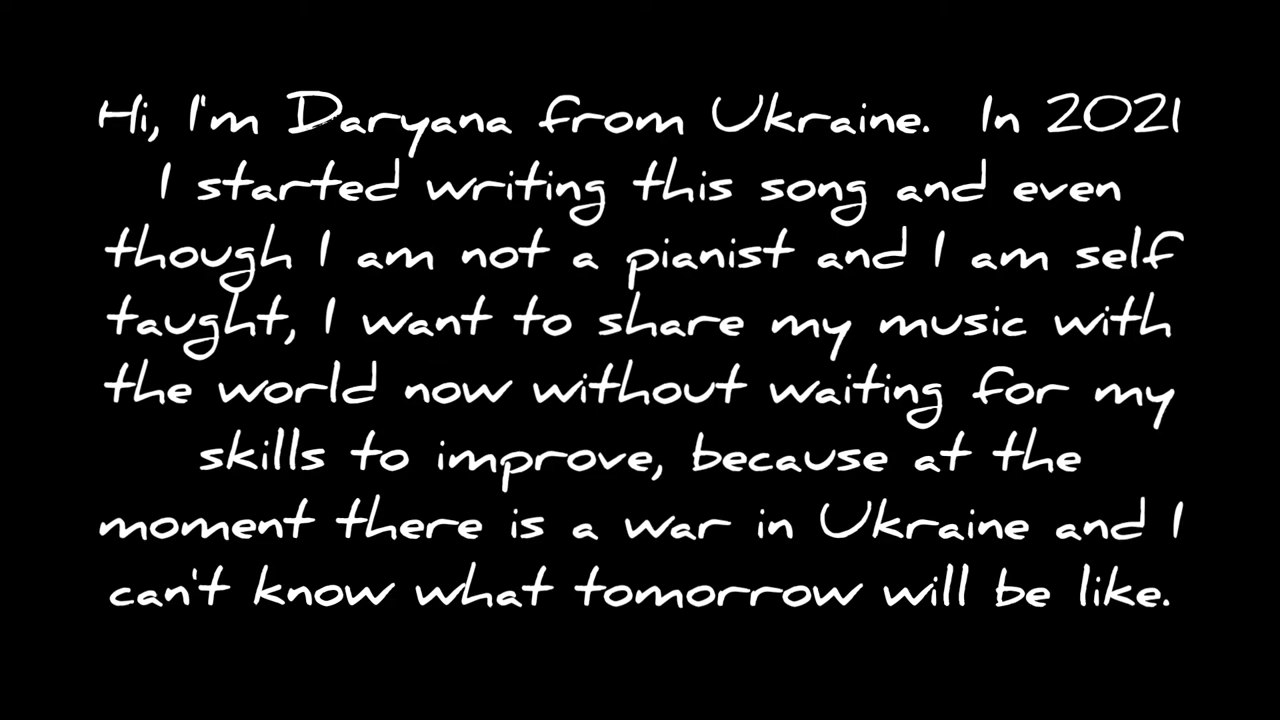 Hi, I'm Daryana from Ukraine. In 2021
I started writing this song and even
though I am not a pianist and I am self
taught, I want to share my music with
the world now without waiting for my
skills to improve, because at the
moment there is a war in Ukraine and I
can't know what tomorrow will be like.